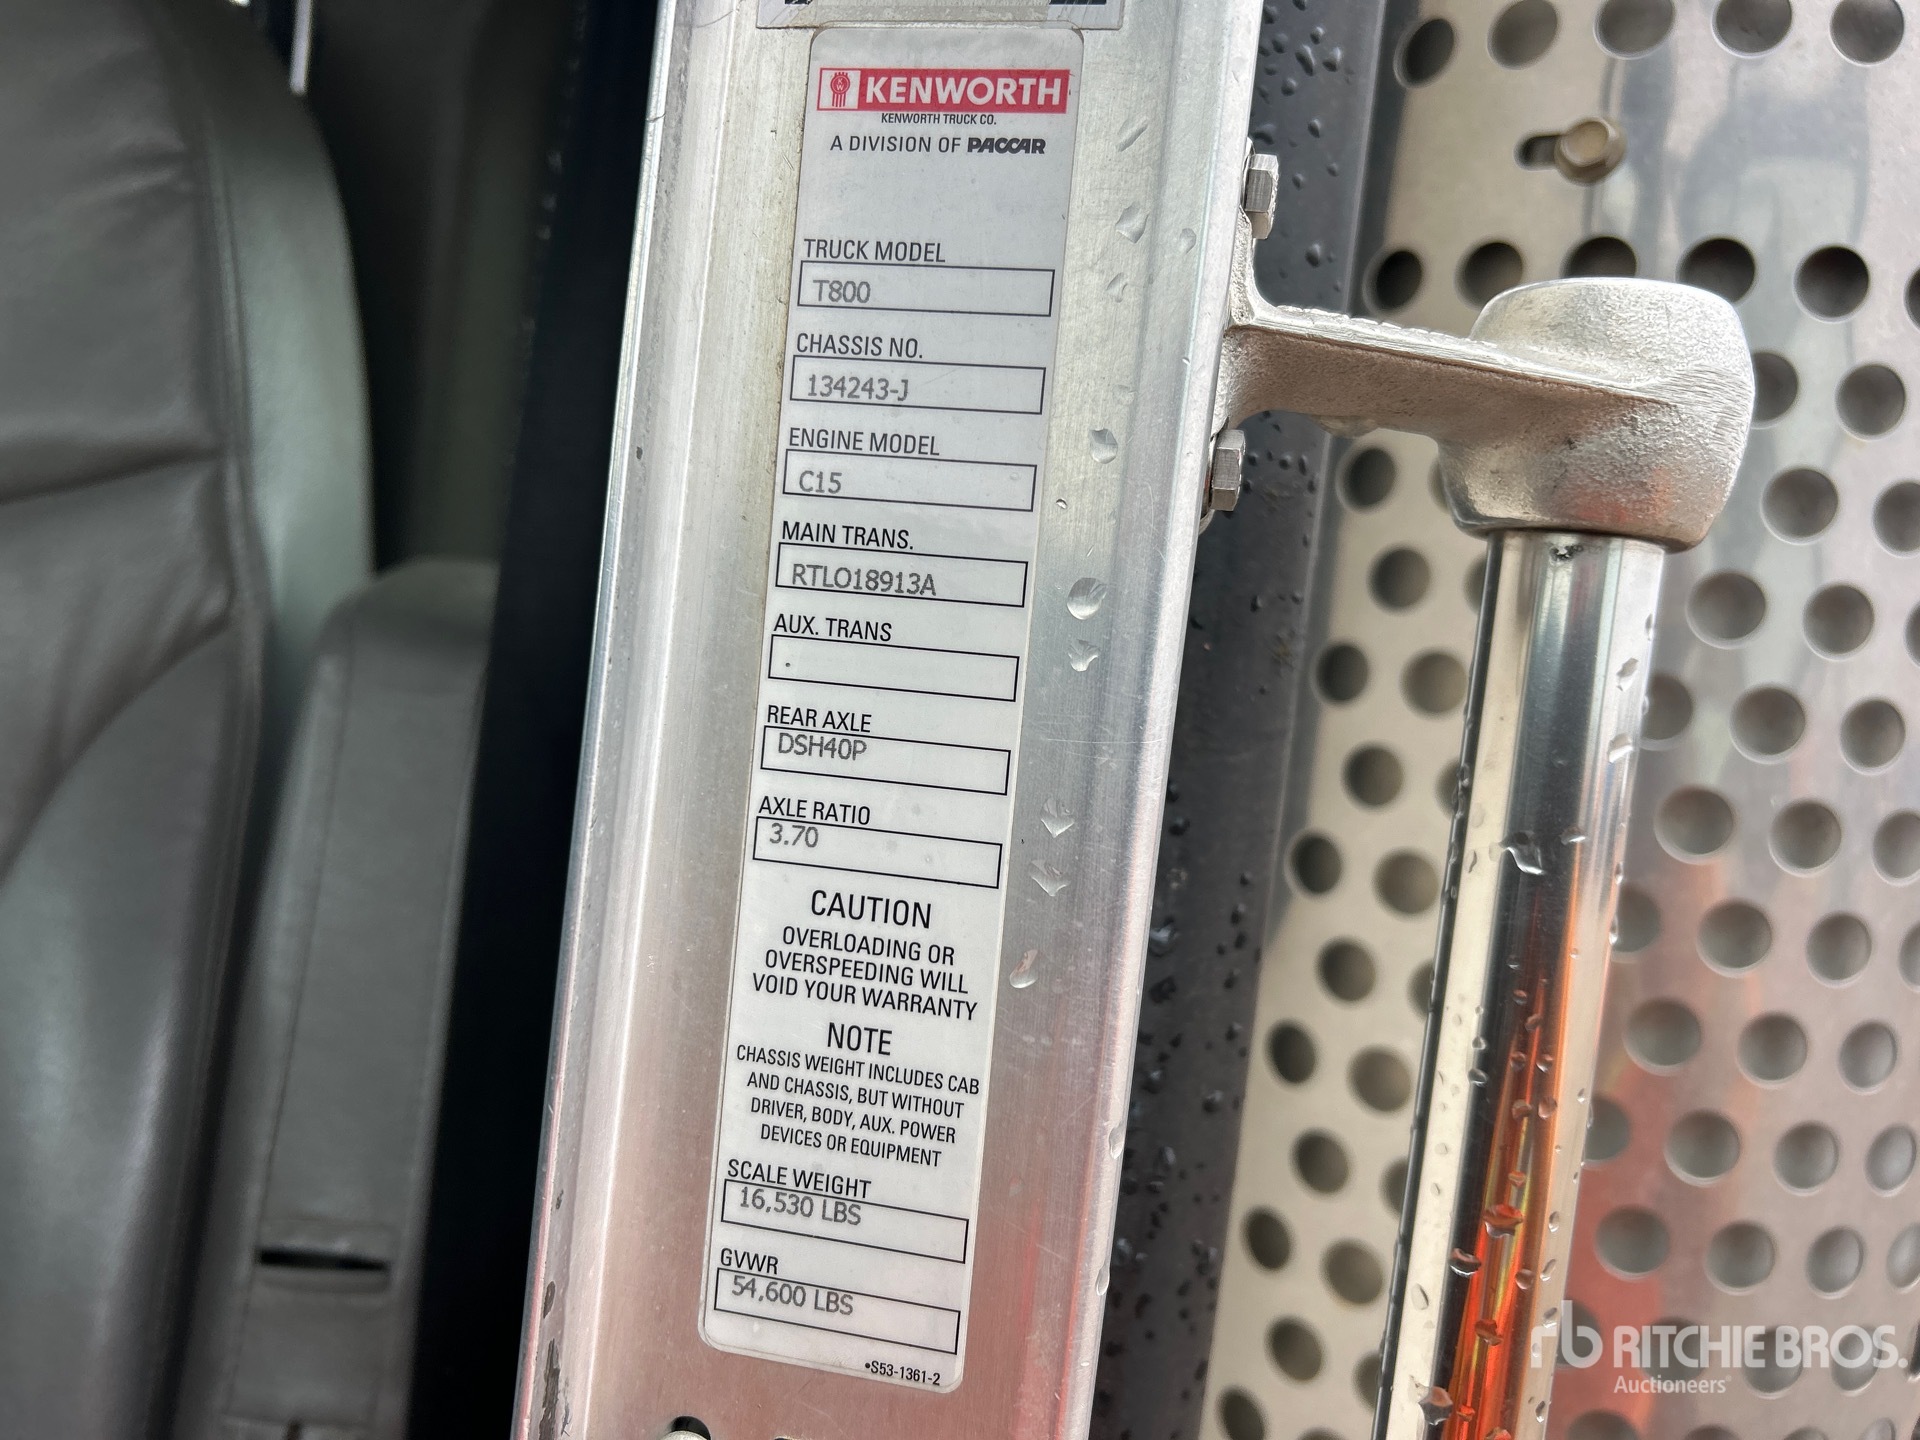 KENWORTH
KENWORTH TRUCK CO.
A DIVISION OF PACCAR
TRUCK MODEL
T800
CHASSIS NO.
134243-J
ENGINE MODEL
C15
MAIN TRANS.
RTLO18913A
AUX. TRANS
.
REAR AXLE
DSH40P
AXLE RATIO
3.70
CAUTION
OVERLOADING OR
OVERSPEEDING WILL
VOID YOUR WARRANTY
NOTE
CHASSIS WEIGHT INCLUDES CAB
AND CHASSIS, BUT WITHOUT
DRIVER, BODY, AUX. POWER
DEVICES OR EQUIPMENT
SCALE WEIGHT
16,530 LBS
GVWR
54,600 LBS
•S53-1361-2
rb RITCHIE BROS.
Auctioneers